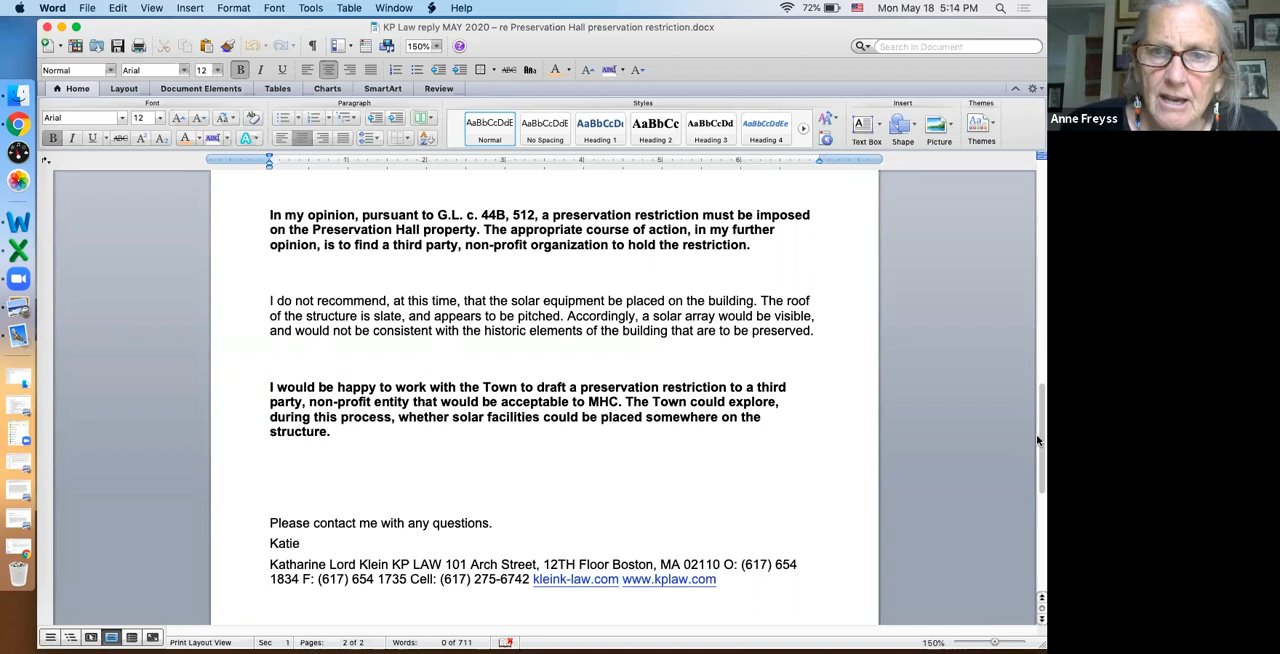 Word File Edit View Insert Format Font Tools Table Window Help 72% Mon May 18 5:14 PM
KP Law reply MAY 2020 – re Preservation Hall preservation restriction.docx
150% Search in Document
Normal Arial 12 B I U ABC
Home Layout Document Elements Tables Charts SmartArt Review
Font Paragraph Styles Insert Themes
Arial 12 AaBbCcDdE AaBbCcDdE AaBbCcDc AaBbCc AaBbCcDd AaBbCcDdEe
B I U ABC Normal No Spacing Heading 1 Heading 2 Heading 3 Heading 4 Text Box Shape Picture Themes
Anne Freyss
1 2 3 4 5 6
In my opinion, pursuant to G.L. c. 44B, 512, a preservation restriction must be imposed
on the Preservation Hall property. The appropriate course of action, in my further
opinion, is to find a third party, non-profit organization to hold the restriction.
I do not recommend, at this time, that the solar equipment be placed on the building. The roof
of the structure is slate, and appears to be pitched. Accordingly, a solar array would be visible,
and would not be consistent with the historic elements of the building that are to be preserved.
I would be happy to work with the Town to draft a preservation restriction to a third
party, non-profit entity that would be acceptable to MHC. The Town could explore,
during this process, whether solar facilities could be placed somewhere on the
structure.
Please contact me with any questions.
Katie
Katharine Lord Klein KP LAW 101 Arch Street, 12TH Floor Boston, MA 02110 O: (617) 654
1834 F: (617) 654 1735 Cell: (617) 275-6742 kleink-law.com www.kplaw.com
Print Layout View Sec 1 Pages: 2 of 2 Words: 0 of 711 150%